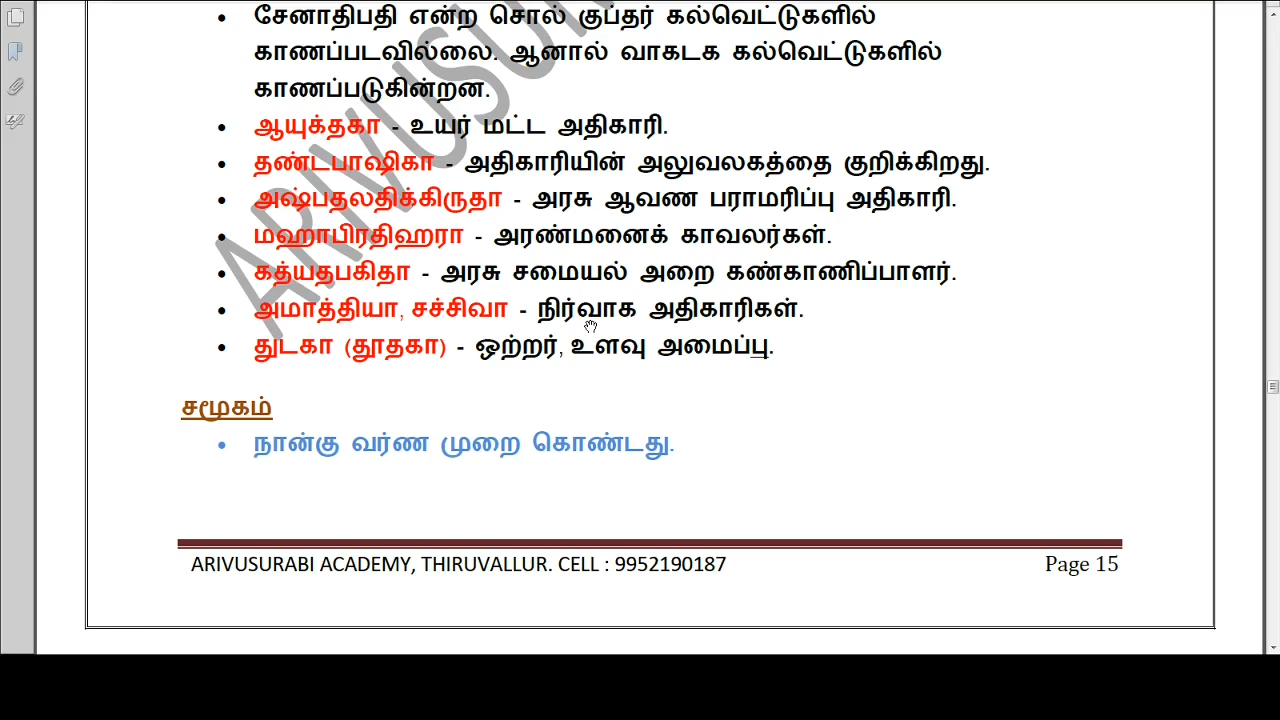 சேனாதிபதி என்ற சொல் குப்தர் கல்வெட்டுகளில்
காணப்படவில்லை. ஆனால் வாகடக கல்வெட்டுகளில்
காணப்படுகின்றன.
ஆயுக்தகா - உயர் மட்ட அதிகாரி.
தண்டபாஷிகா - அதிகாரியின் அலுவலகத்தை குறிக்கிறது.
அஷ்பதலதிக்கிருதா - அரசு ஆவண பராமரிப்பு அதிகாரி.
மஹாபிரதிஹரா - அரண்மனைக் காவலர்கள்.
கத்யதபகிதா - அரசு சமையல் அறை கண்காணிப்பாளர்.
அமாத்தியா, சச்சிவா - நிர்வாக அதிகாரிகள்.
துடகா (தூதகா) - ஒற்றர், உளவு அமைப்பு.
சமூகம்
நான்கு வர்ண முறை கொண்டது.
ARIVUSURABI ACADEMY, THIRUVALLUR. CELL : 9952190187 Page 15